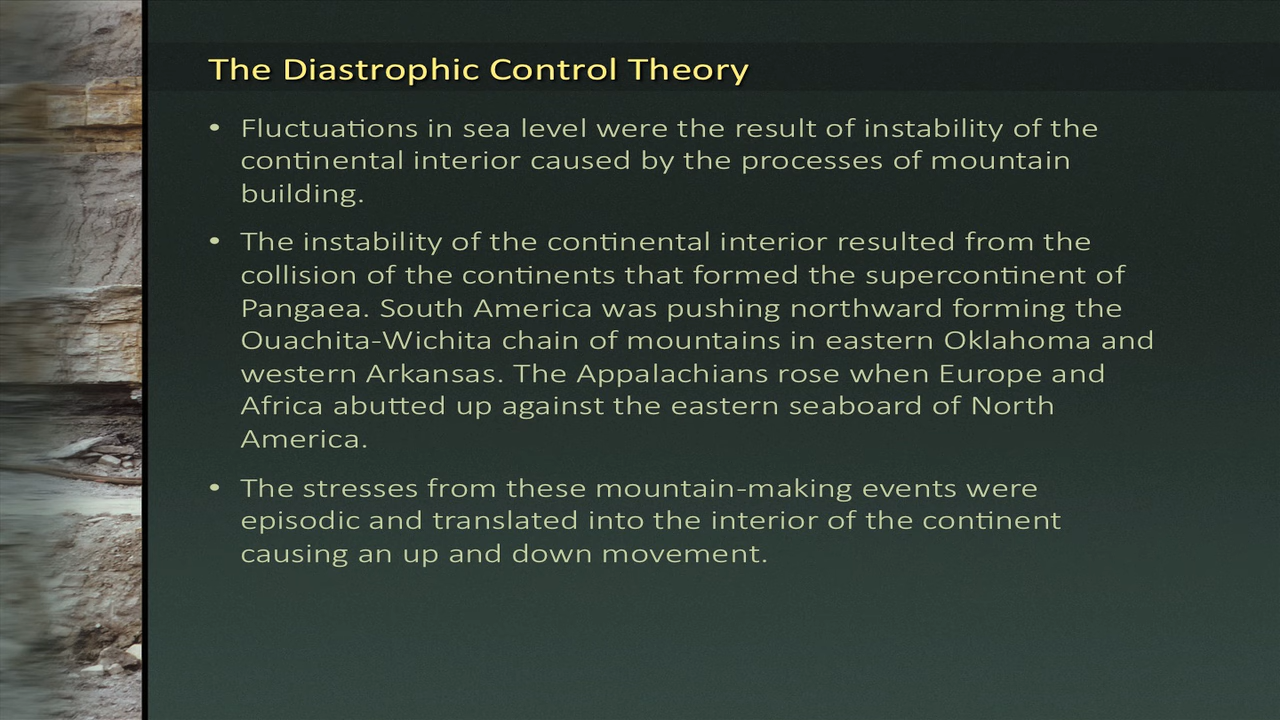 The Diastrophic Control Theory
• Fluctuations in sea level were the result of instability of the
continental interior caused by the processes of mountain
building.
• The instability of the continental interior resulted from the
collision of the continents that formed the supercontinent of
Pangaea. South America was pushing northward forming the
Ouachita-Wichita chain of mountains in eastern Oklahoma and
western Arkansas. The Appalachians rose when Europe and
Africa abutted up against the eastern seaboard of North
America.
• The stresses from these mountain-making events were
episodic and translated into the interior of the continent
causing an up and down movement.